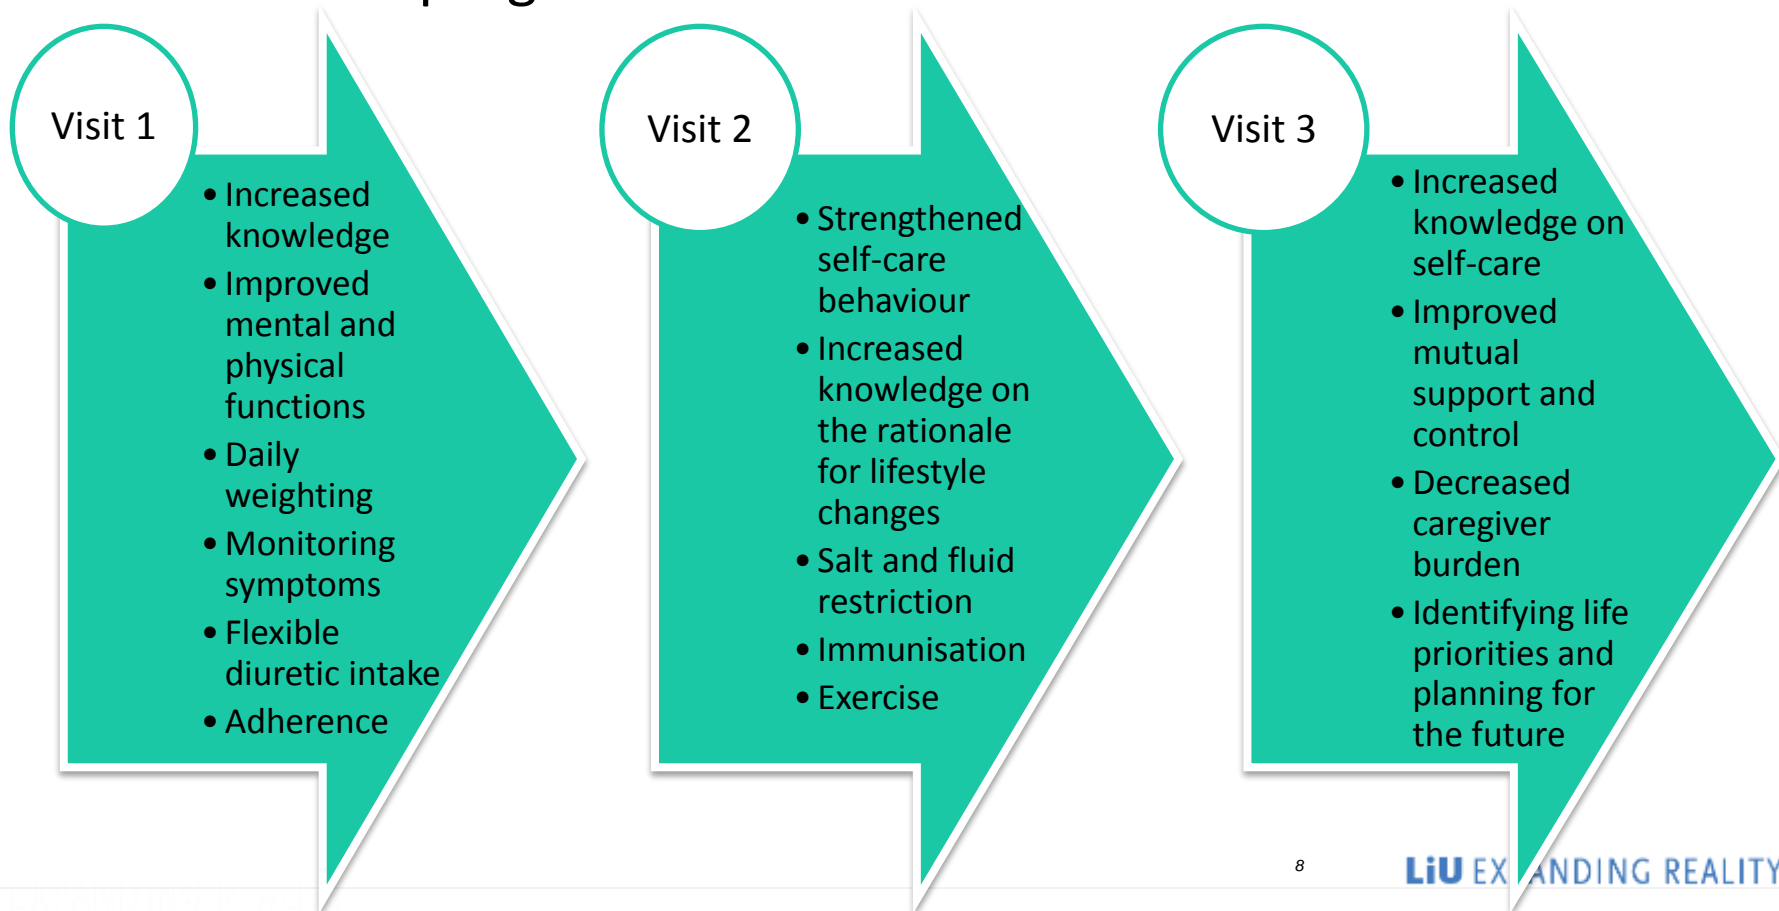 Visit 1
• Increased
knowledge
• Improved
mental and
physical
functions
• Daily
weighting
• Monitoring
symptoms
• Flexible
diuretic intake
• Adherence
Visit 2
• Strengthened
self-care
behaviour
• Increased
knowledge on
the rationale
for lifestyle
changes
• Salt and fluid
restriction
• Immunisation
• Exercise
Visit 3
• Increased
knowledge on
self-care
• Improved
mutual
support and
control
• Decreased
caregiver
burden
• Identifying life
priorities and
planning for
the future
8
LiU EX ANDING REALITY